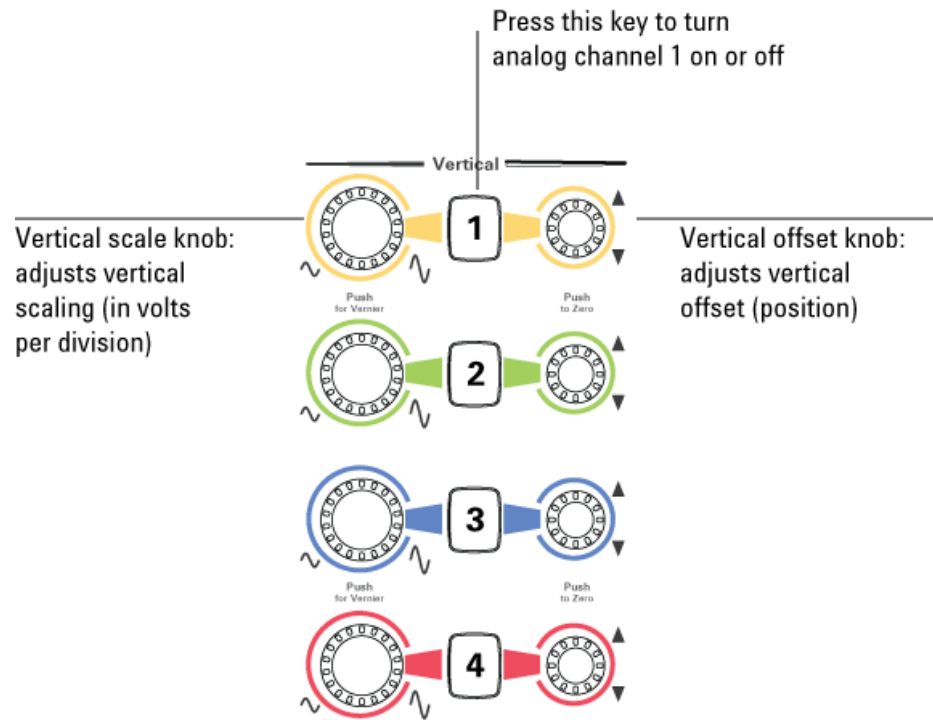 Press this key to turn
analog channel 1 on or off
Vertical
1
Vertical scale knob:
adjusts vertical
scaling (in volts
per division)
Vertical offset knob:
adjusts vertical
offset (position)
Push
for Vernier
Push
to Zero
2
3
Push
for Vernier
Push
to Zero
4